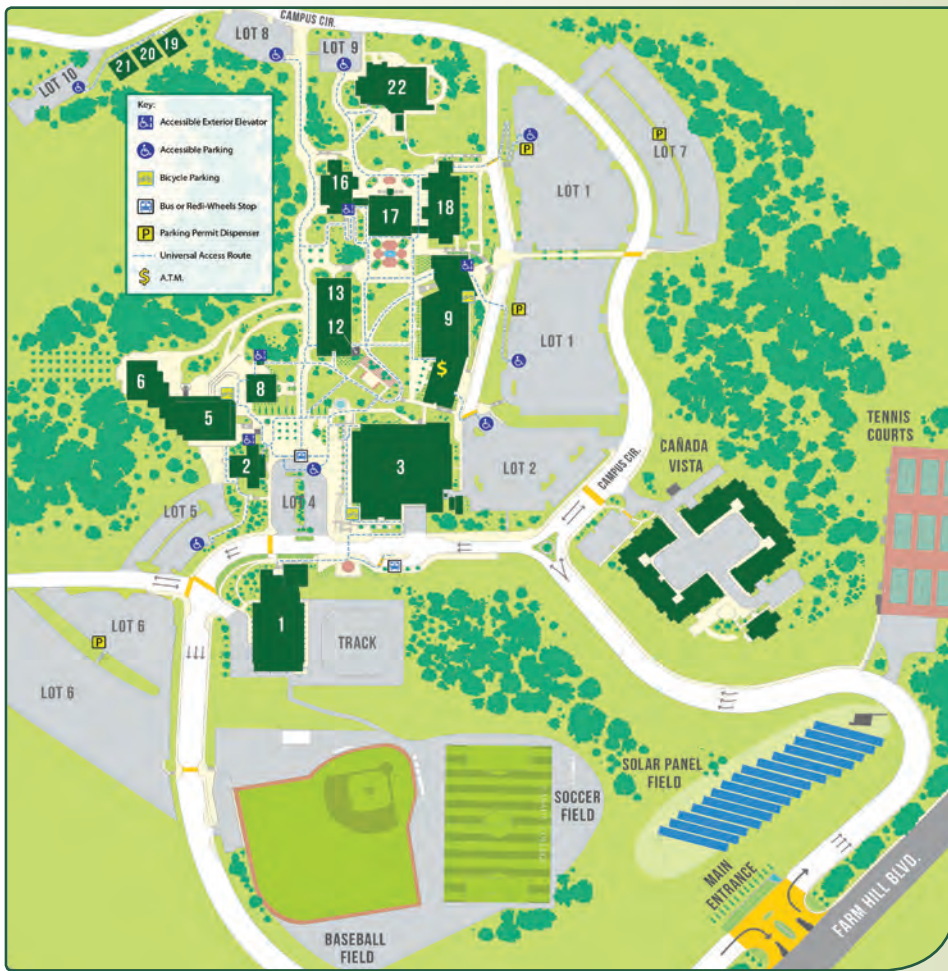 CAMPUS CIR.
LOT 8
LOT 9
LOT 10
21
20
19
22
Key:
Accessible Exterior Elevator
Accessible Parking
Bicycle Parking
Bus or Redi-Wheels Stop
P
Parking Permit Dispenser
Universal Access Route
$
A.T.M.
P
LOT 1
P
LOT 7
16
17
18
13
12
9
$
P
LOT 1
6
5
8
2
3
LOT 2
LOT 4
LOT 5
CAMPUS CIR.
CAÑADA
VISTA
TENNIS
COURTS
1
TRACK
P
LOT 6
LOT 6
SOLAR PANEL
FIELD
SOCCER
FIELD
BASEBALL
FIELD
MAIN
ENTRANCE
FARM HILL BLVD.